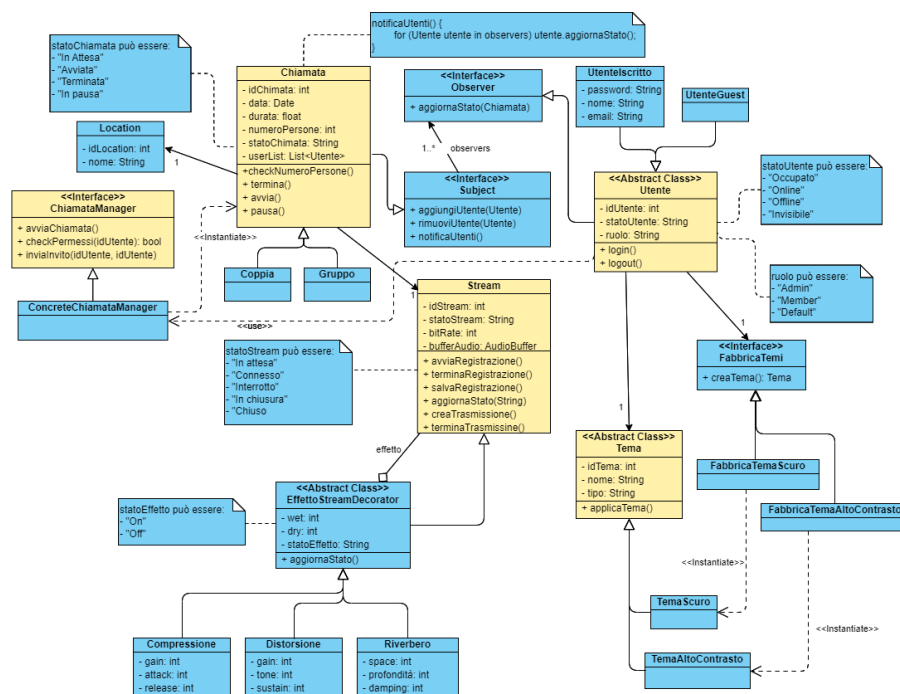 notificaUtenti() {
for (Utente utente in observers) utente.aggiornaStato();
}
statoChiamata può essere:
- "In Attesa"
- "Avviata"
- "Terminata"
- "In pausa"
Chiamata
- idChimata: int
- data: Date
- durata: float
- numeroPersone: int
- statoChimata: String
- userList: List<Utente>
+checkNumeroPersone()
+ termina()
+ avvia()
+ pausa()
<<Interface>>
Observer
+ aggiornaStato(Chiamata)
UtenteIscritto
- password: String
- nome: String
- email: String
UtenteGuest
Location
- idLocation: int
- nome: String
1
1..*
observers
<<Interface>>
Subject
+ aggiungiUtente(Utente)
+ rimuoviUtente(Utente)
+ notificaUtenti()
<<Abstract Class>>
Utente
- idUtente: int
- statoUtente: String
- ruolo: String
+ login()
+ logout()
statoUtente può essere:
- "Occupato"
- "Online"
- "Offline"
- "Invisibile"
<<Interface>>
ChiamataManager
+ avviaChiamata()
+ checkPermessi(idUtente): bool
+ inviaInvito(idUtente, idUtente)
<<Instantiate>>
Coppia
Gruppo
ruolo può essere:
- "Admin"
- "Member"
- "Default"
ConcreteChiamataManager
<<use>>
1
Stream
- idStream: int
- statoStream: String
- bitRate: int
- bufferAudio: AudioBuffer
+ avviaRegistrazione()
+ terminaRegistrazione()
+ salvaRegistrazione()
+ aggiornaStato(String)
+ creaTrasmissione()
+ terminaTrasmissine()
statoStream può essere:
- "In attesa"
- "Connesso"
- "Interrotto"
- "In chiusura"
- "Chiuso
1
<<Interface>>
FabbricaTemi
+ creaTema(): Tema
1
<<Abstract Class>>
Tema
- idTema: int
- nome: String
- tipo: String
+ applicaTema()
FabbricaTemaScuro
FabbricaTemaAltoContrasto
effetto
<<Abstract Class>>
EffettoStreamDecorator
- wet: int
- dry: int
- statoEffetto: String
+ aggiornaStato()
statoEffetto può essere:
- "On"
- "Off"
<<Instantiate>>
TemaScuro
<<Instantiate>>
TemaAltoContrasto
Compressione
- gain: int
- attack: int
- release: int
Distorsione
- gain: int
- tone: int
- sustain: int
Riverbero
- space: int
- profondità: int
- damping: int